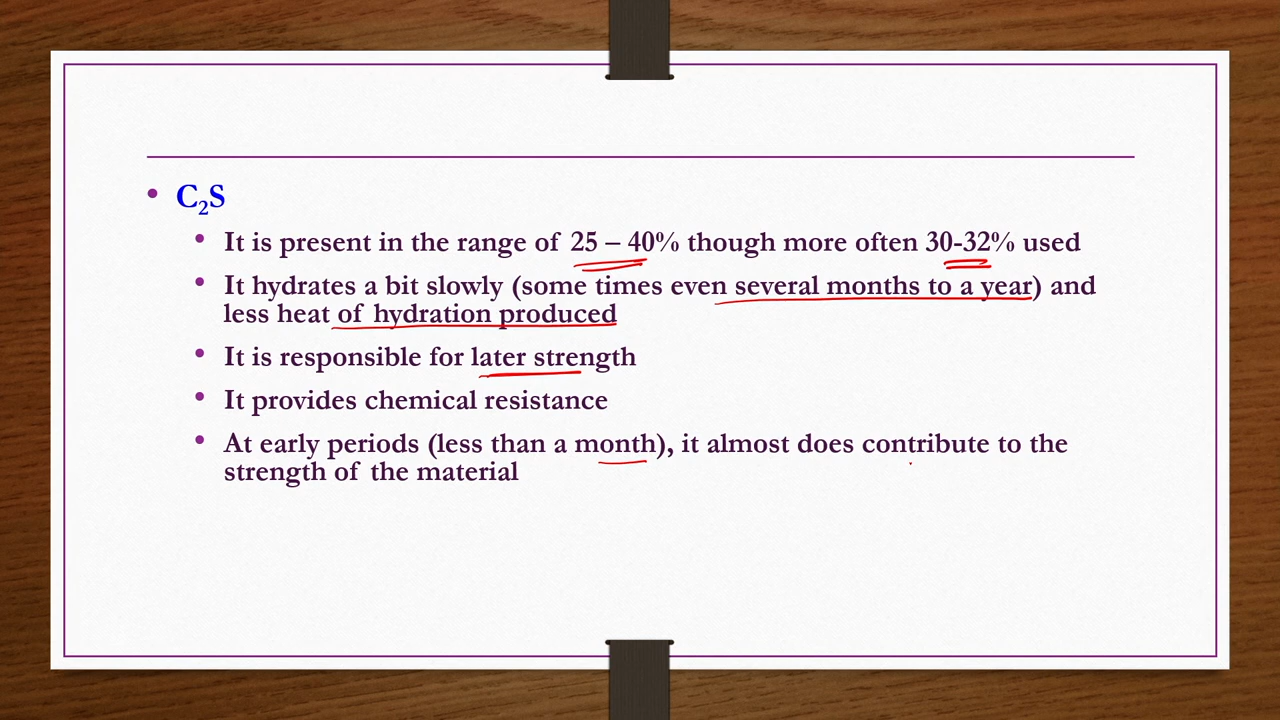 C₂S
It is present in the range of 25 – 40% though more often 30-32% used
It hydrates a bit slowly (some times even several months to a year) and
less heat of hydration produced
It is responsible for later strength
It provides chemical resistance
At early periods (less than a month), it almost does contribute to the
strength of the material